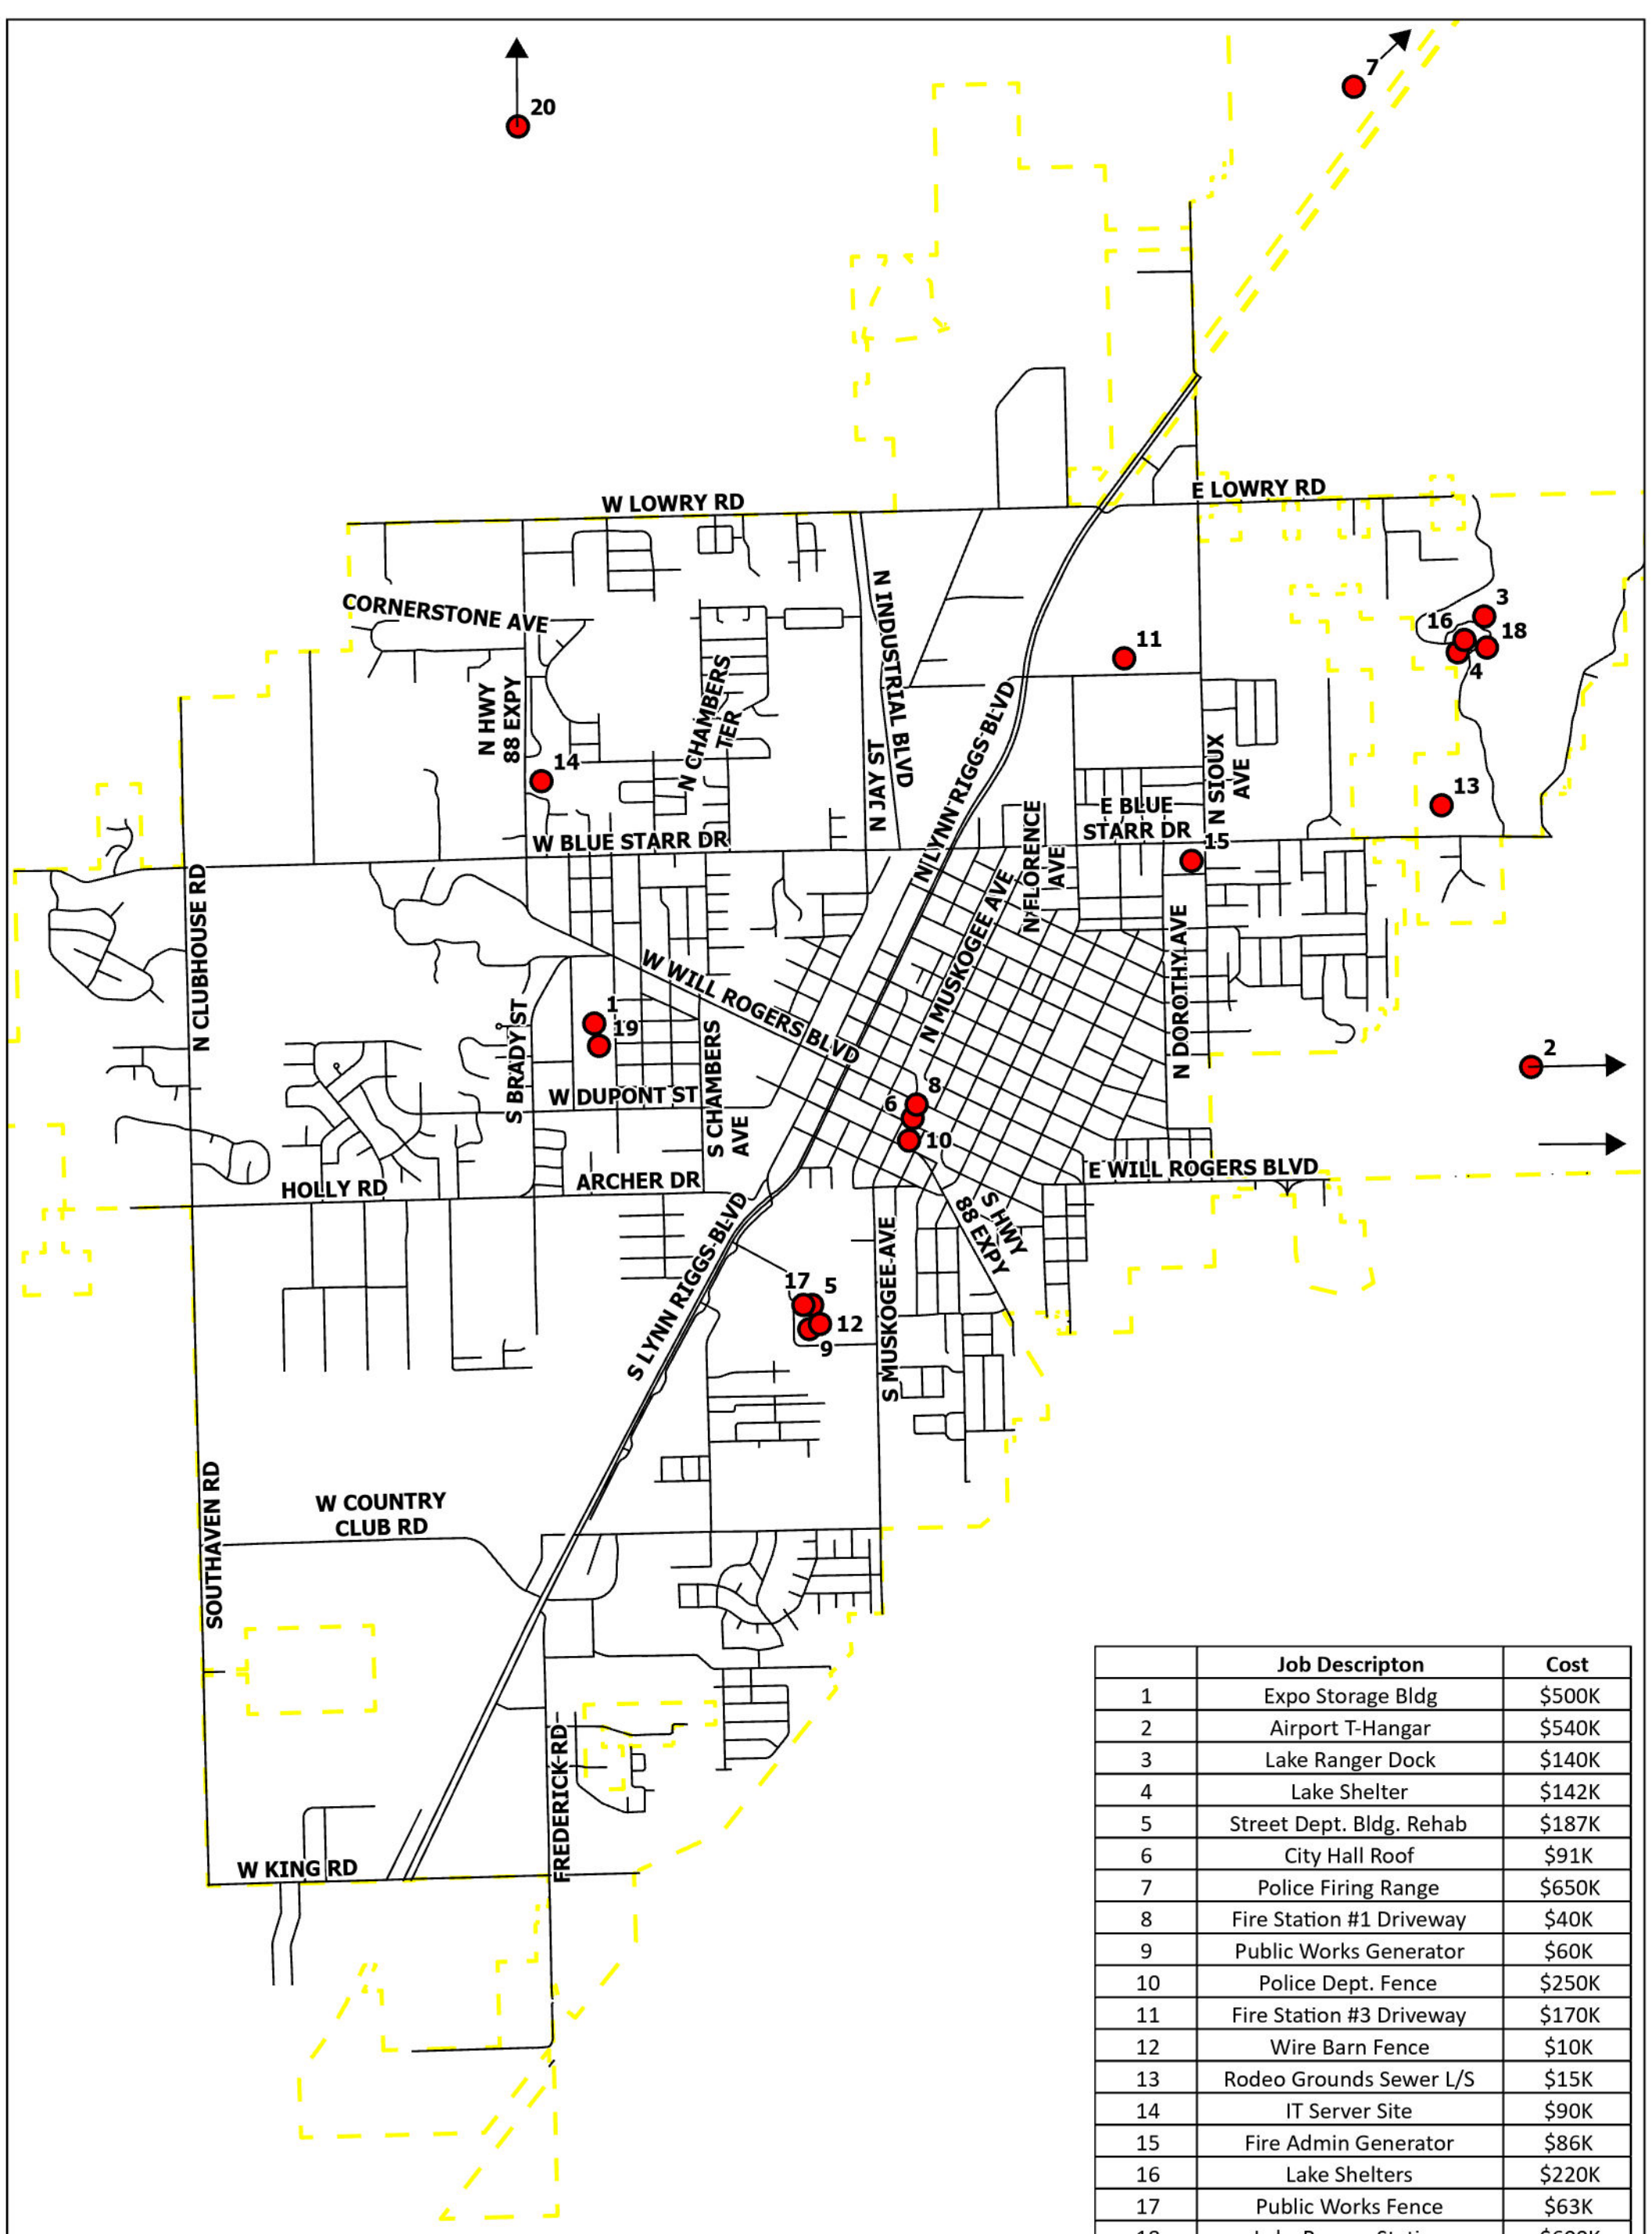 7
20
W LOWRY RD
E LOWRY RD
CORNERSTONE AVE
N INDUSTRIAL BLVD
3
16
18
4
11
N HWY
88 EXPY
N CHAMBERS
TER
N LYNN RIGGS BLVD
14
N JAY ST
N SIOUX
AVE
13
W BLUE STARR DR
E BLUE
STARR DR
15
N FLORENCE
AVE
N CLUBHOUSE RD
N MUSKOGEE AVE
N DOROTHY AVE
W WILL ROGERS BLVD
1
19
S BRADY ST
W DUPONT ST
S CHAMBERS
AVE
2
8
6
10
E WILL ROGERS BLVD
HOLLY RD
ARCHER DR
S HWY
88 EXPY
S LYNN RIGGS BLVD
S MUSKOGEE AVE
17
5
12
9
SOUTHAVEN RD
W COUNTRY
CLUB RD
FREDERICK RD
W KING RD
Job Descripton Cost
1 Expo Storage Bldg $500K
2 Airport T-Hangar $540K
3 Lake Ranger Dock $140K
4 Lake Shelter $142K
5 Street Dept. Bldg. Rehab $187K
6 City Hall Roof $91K
7 Police Firing Range $650K
8 Fire Station #1 Driveway $40K
9 Public Works Generator $60K
10 Police Dept. Fence $250K
11 Fire Station #3 Driveway $170K
12 Wire Barn Fence $10K
13 Rodeo Grounds Sewer L/S $15K
14 IT Server Site $90K
15 Fire Admin Generator $86K
16 Lake Shelters $220K
17 Public Works Fence $63K